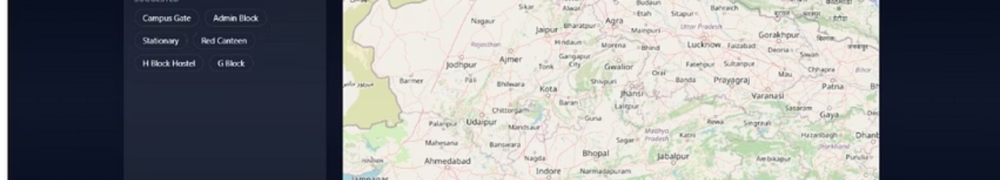 SUGGESTED
Campus Gate
Admin Block
Stationary
Red Canteen
H Block Hostel
G Block
Sikar
Alwar
Budaun
Bahraich
Nagaur
Etah
Sitapur
Jaipur
Bharatpur
Agra
Mainpuri
Uttar Pradesh
Gorakhpur
Rajasthan
Hindaun
Morena
Bhind
Lucknow
Faizabad
Deoria
Siwan
Jodhpur
Ajmer
Tonk
Gangapur
City
Gwalior
Orai
Fatehpur
Sultanpur
Mau
Chhapra
Bihar
Barmer
Pali
Bhilwara
Kota
Shivpuri
Jhansi
Banda
Prayagraj
Varanasi
Patna
Baran
Lalitpur
Chittorgarh
Sasaram
Gaya
Palanpur
Udaipur
Mandsaur
Guna
Rewa
Singrauli
Madhya
Pradesh
Katni
Sagar
Hazaribagh
Dhanb
Jharkhand
Mahesana
Banswara
Ahmedabad
Nagda
Bhopal
Jabalpur
Ambikapur
Purulia
Indore
Narmadapuram
Jamnagar